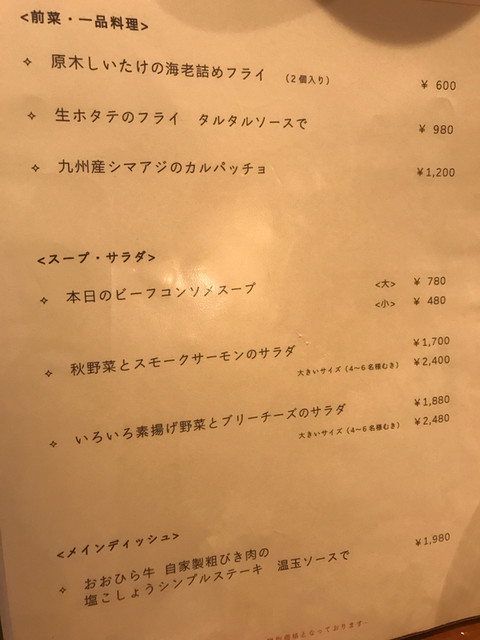 <前菜・一品料理>
✧ 原木しいたけの海老詰めフライ (2個入り) ¥ 600
✧ 生ホタテのフライ タルタルソースで ¥ 980
✧ 九州産シマアジのカルパッチョ ¥1,200
<スープ・サラダ>
✧ 本日のビーフコンソメスープ <大> ¥ 780
<小> ¥ 480
✧ 秋野菜とスモークサーモンのサラダ ¥1,700
大きいサイズ(4〜6名様むき) ¥2,400
✧ いろいろ素揚げ野菜とブリーチーズのサラダ ¥1,880
大きいサイズ(4〜6名様むき) ¥2,480
<メインディッシュ>
✧ おおひら牛 自家製粗びき肉の ¥1,980
塩こしょうシンプルステーキ 温玉ソースで
となっております。